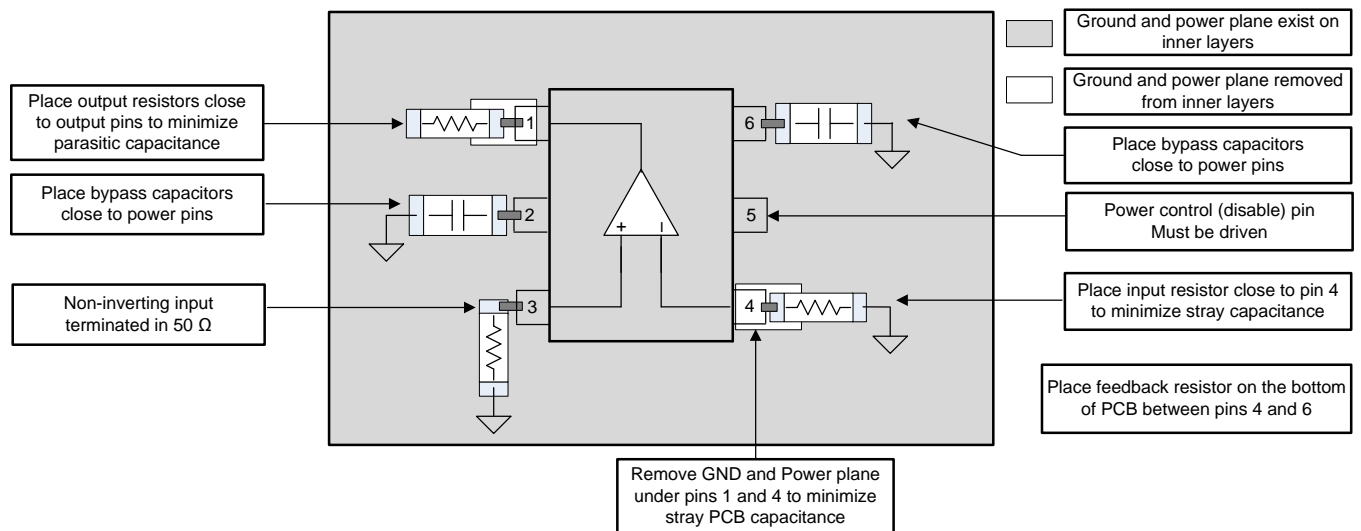 Ground and power plane exist on
inner layers
Ground and power plane removed
from inner layers
Place output resistors close
to output pins to minimize
parasitic capacitance
Place bypass capacitors
close to power pins
Non-inverting input
terminated in 50 Ω
1
2
3
+
–
6
5
4
Place bypass capacitors
close to power pins
Power control (disable) pin
Must be driven
Place input resistor close to pin 4
to minimize stray capacitance
Place feedback resistor on the bottom
of PCB between pins 4 and 6
Remove GND and Power plane
under pins 1 and 4 to minimize
stray PCB capacitance